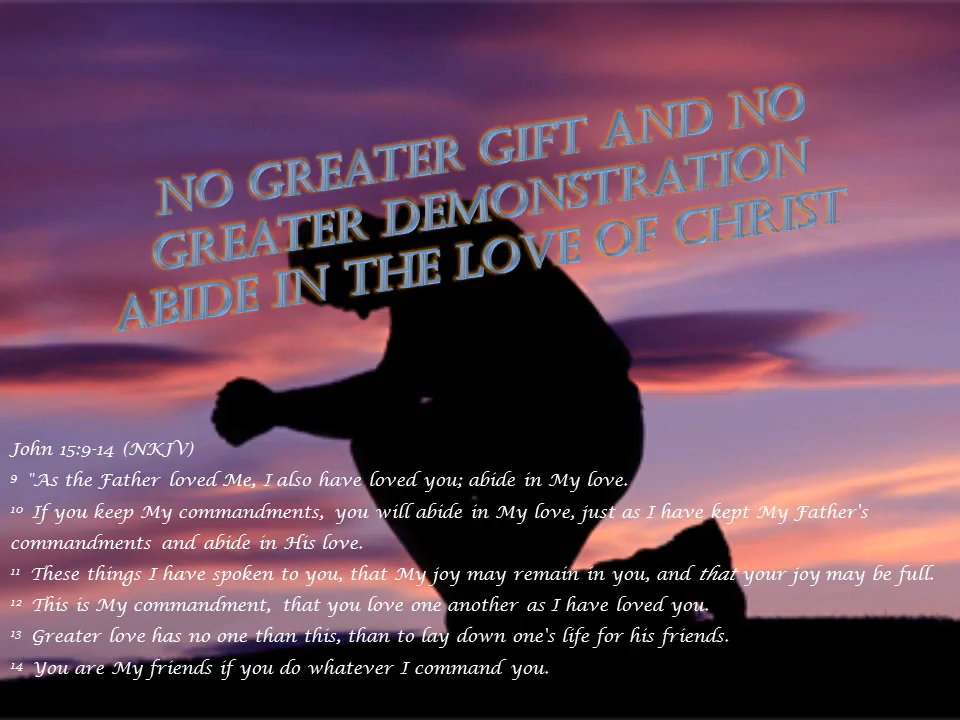 NO GREATER GIFT AND NO
GREATER DEMONSTRATION
ABIDE IN THE LOVE OF CHRIST
John 15:9-14 (NKJV)
⁹ "As the Father loved Me, I also have loved you; abide in My love.
¹⁰ If you keep My commandments, you will abide in My love, just as I have kept My Father's
commandments and abide in His love.
¹¹ These things I have spoken to you, that My joy may remain in you, and that your joy may be full.
¹² This is My commandment, that you love one another as I have loved you.
¹³ Greater love has no one than this, than to lay down one's life for his friends.
¹⁴ You are My friends if you do whatever I command you.